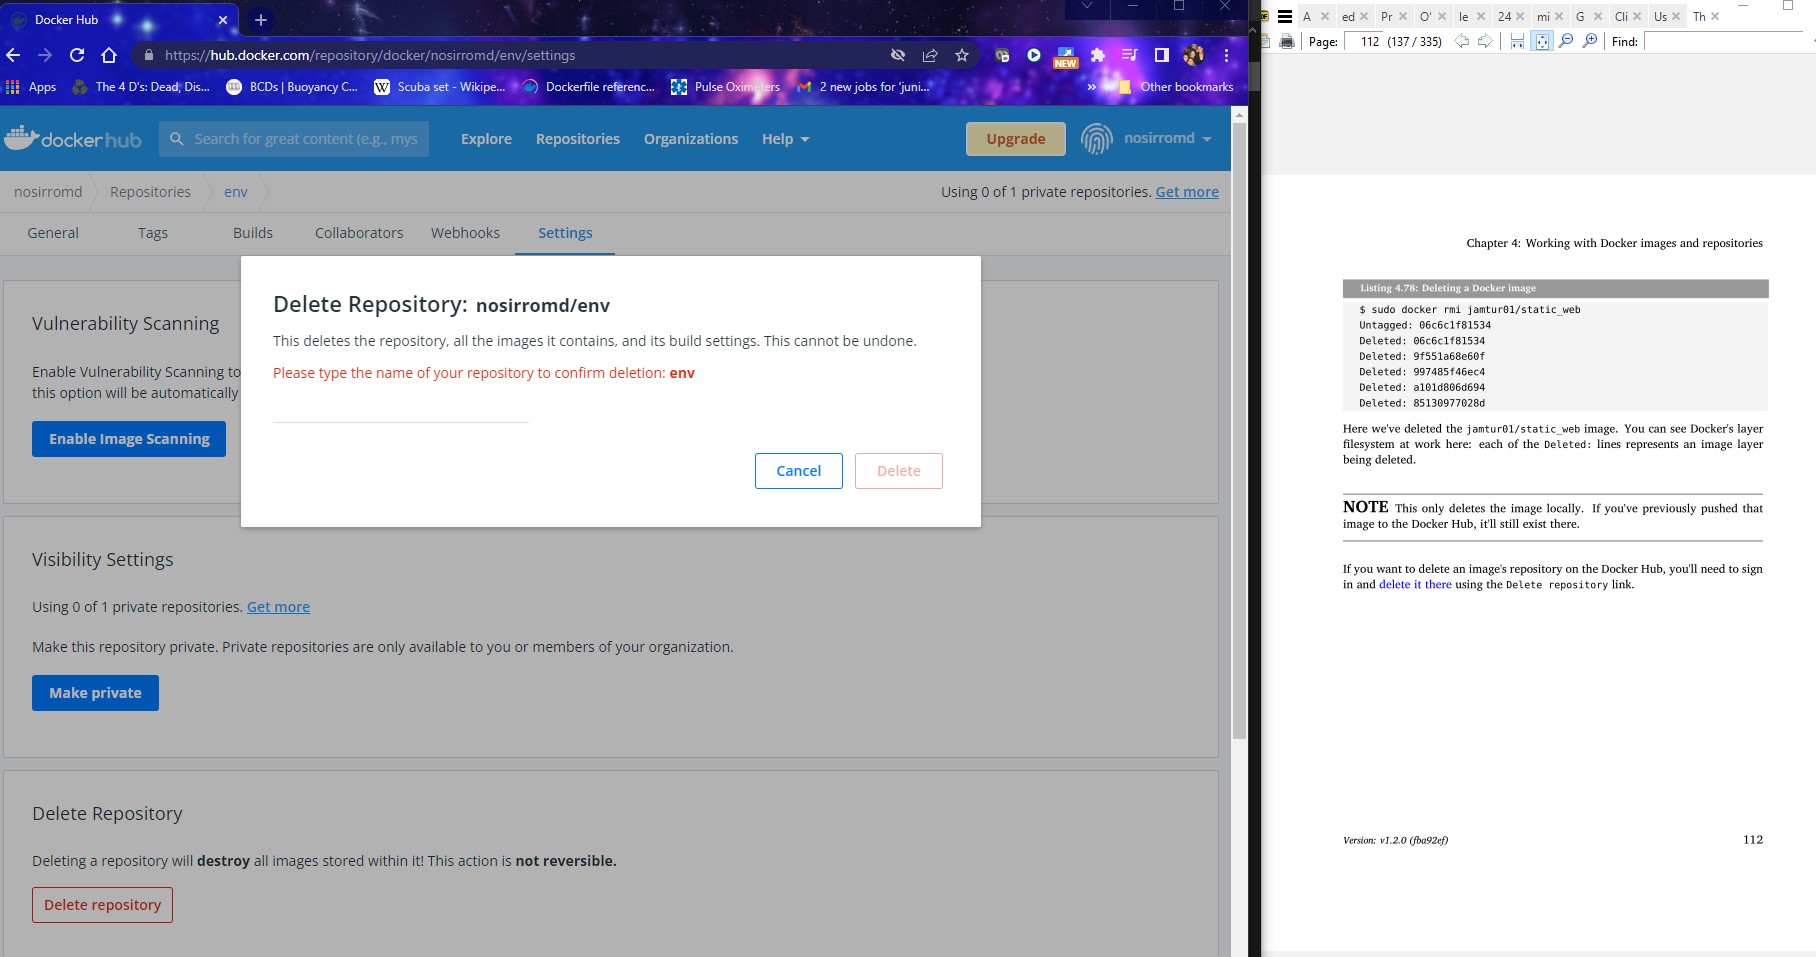 Docker Hub
https://hub.docker.com/repository/docker/nosirromd/env/settings
NEW
Apps
The 4 D's: Dead, Dis...
BCDs | Buoyancy C...
W Scuba set - Wikipe...
Dockerfile referenc...
Pulse Oximeters
2 new jobs for 'juni...
» Other bookmarks
docker hub
Search for great content (e.g., mys
Explore
Repositories
Organizations
Help
Upgrade
nosirromd
nosirromd
Repositories
env
Using 0 of 1 private repositories. Get more
General
Tags
Builds
Collaborators
Webhooks
Settings
Vulnerability Scanning
Enable Vulnerability Scanning to
this option will be automatically
Enable Image Scanning
Delete Repository: nosirromd/env
This deletes the repository, all the images it contains, and its build settings. This cannot be undone.
Please type the name of your repository to confirm deletion: env
Cancel
Delete
Visibility Settings
Using 0 of 1 private repositories. Get more
Make this repository private. Private repositories are only available to you or members of your organization.
Make private
Delete Repository
Deleting a repository will destroy all images stored within it! This action is not reversible.
Delete repository
A
ed
Pr
O'
le
24
mi
G
Cli
Us
Th
Page: 112 (137 / 335)
Find:
Chapter 4: Working with Docker images and repositories
Listing 4.78: Deleting a Docker image
$ sudo docker rmi jamtur01/static_web
Untagged: 06c6c1f81534
Deleted: 06c6c1f81534
Deleted: 9f551a68e60f
Deleted: 997485f46ec4
Deleted: a101d806d694
Deleted: 85130977028d
Here we've deleted the jamtur01/static_web image. You can see Docker's layer
filesystem at work here: each of the Deleted: lines represents an image layer
being deleted.
NOTE This only deletes the image locally. If you've previously pushed that
image to the Docker Hub, it'll still exist there.
If you want to delete an image's repository on the Docker Hub, you'll need to sign
in and delete it there using the Delete repository link.
Version: v1.2.0 (fba92ef)
112